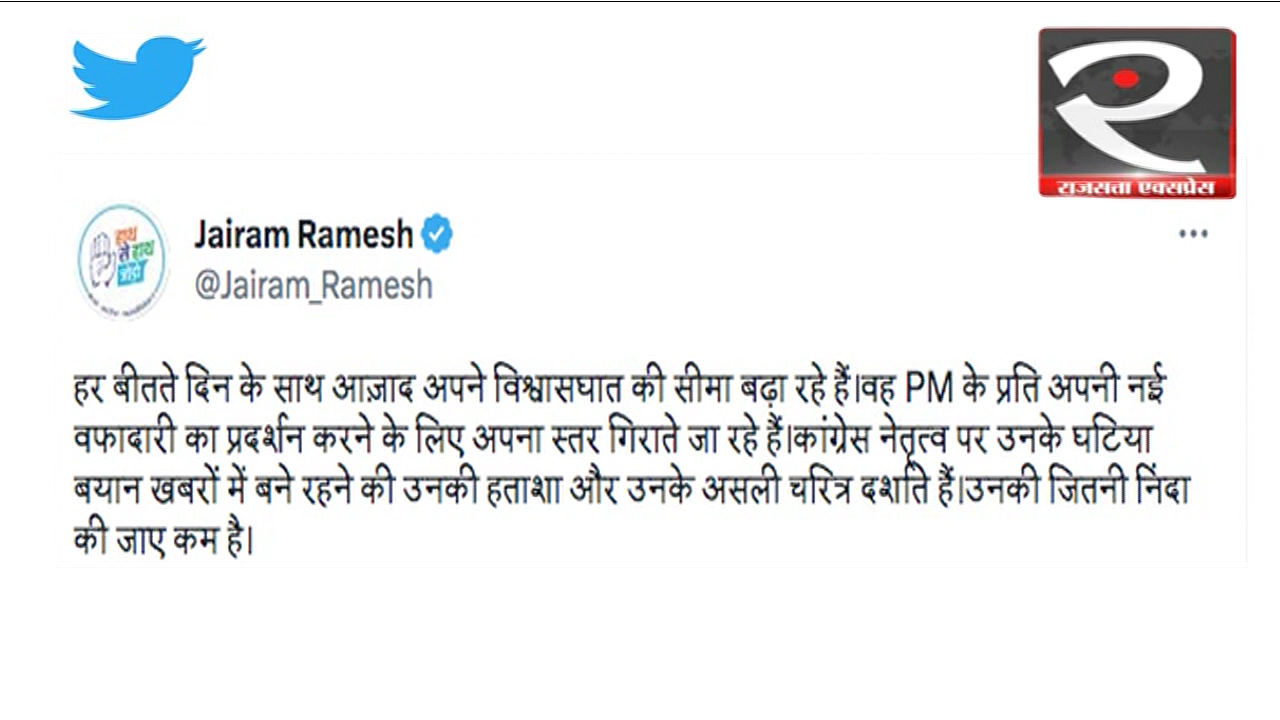 राजसत्ता एक्सप्रेस
हाथ
से हाथ
जोड़ो
Jairam Ramesh
@Jairam_Ramesh
हर बीतते दिन के साथ आज़ाद अपने विश्वासघात की सीमा बढ़ा रहे हैं।वह PM के प्रति अपनी नई
वफादारी का प्रदर्शन करने के लिए अपना स्तर गिराते जा रहे हैं।कांग्रेस नेतृत्व पर उनके घटिया
बयान खबरों में बने रहने की उनकी हताशा और उनके असली चरित्र दर्शाते हैं।उनकी जितनी निंदा
की जाए कम है।